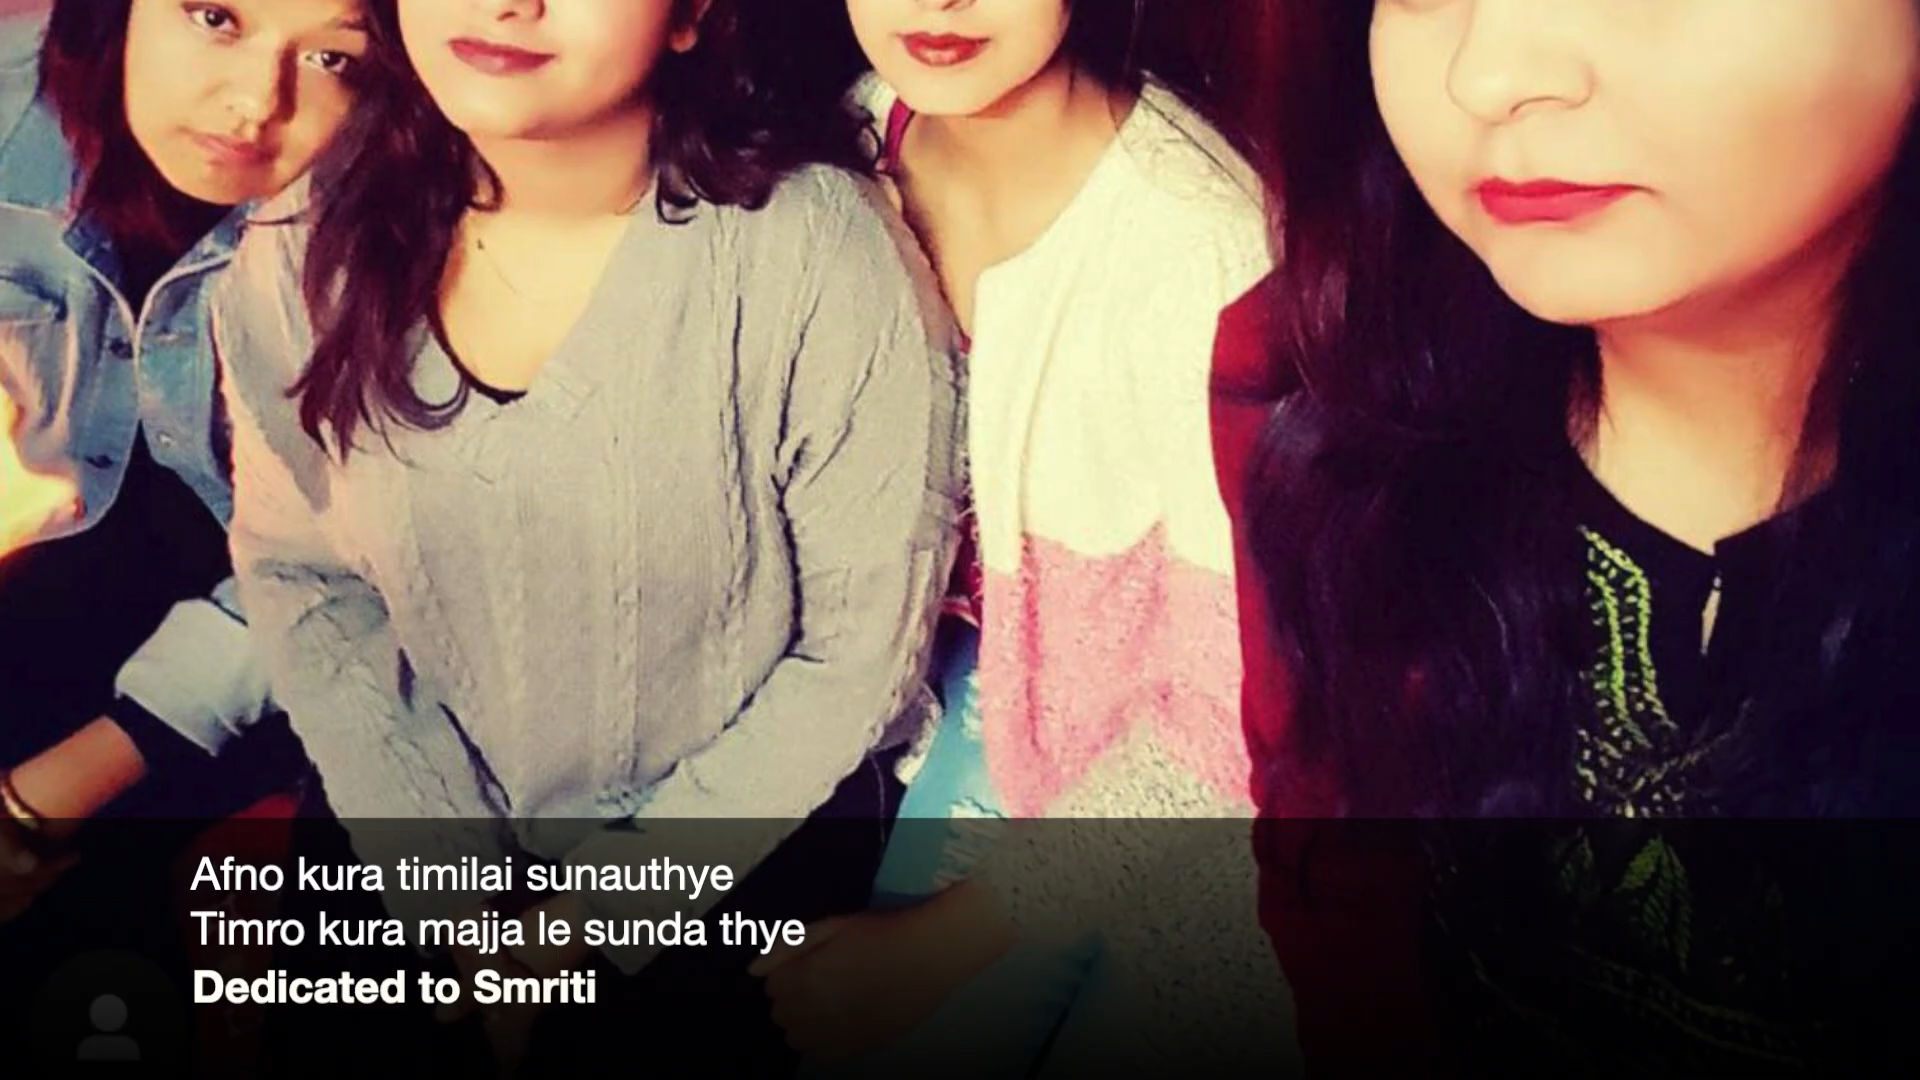 Afno kura timilai sunauthye
Timro kura majja le sunda thye
Dedicated to Smriti